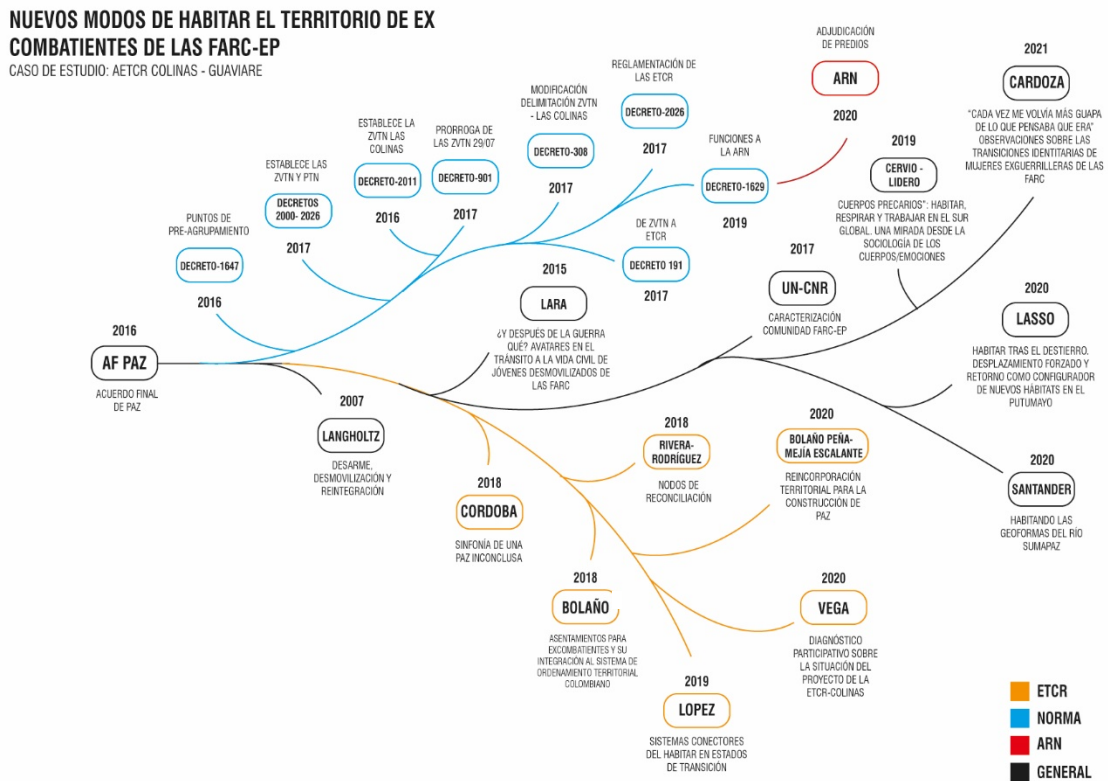 NUEVOS MODOS DE HABITAR EL TERRITORIO DE EX
COMBATIENTES DE LAS FARC-EP
CASO DE ESTUDIO: AETCR COLINAS - GUAVIARE
2016
AF PAZ
ACUERDO FINAL
DE PAZ
PUNTOS DE
PRE-AGRUPAMIENTO
DECRETO-1647
2016
ESTABLECE LAS
ZVTN Y PTN
DECRETOS
2000- 2026
2017
ESTABLECE LA
ZVTN LAS
COLINAS
DECRETO-2011
2016
PRORROGA DE
LAS ZVTN 29/07
DECRETO-901
2017
MODIFICACIÓN
DELIMITACIÓN ZVTN
- LAS COLINAS
DECRETO-308
2017
REGLAMENTACIÓN DE
LAS ETCR
DECRETO-2026
2017
FUNCIONES A
LA ARN
DECRETO-1629
2019
DE ZVTN A
ETCR
DECRETO 191
2017
ADJUDICACIÓN
DE PREDIOS
ARN
2020
2007
LANGHOLTZ
DESARME,
DESMOVILIZACIÓN Y
REINTEGRACIÓN
2015
LARA
¿Y DESPUÉS DE LA GUERRA
QUÉ? AVATARES EN EL
TRÁNSITO A LA VIDA CIVIL DE
JÓVENES DESMOVILIZADOS DE
LAS FARC
2017
UN-CNR
CARACTERIZACIÓN
COMUNIDAD FARC-EP
2019
CERVIO -
LIDERO
CUERPOS PRECARIOS": HABITAR,
RESPIRAR Y TRABAJAR EN EL SUR
GLOBAL. UNA MIRADA DESDE LA
SOCIOLOGÍA DE LOS
CUERPOS/EMOCIONES
2021
CARDOZA
"CADA VEZ ME VOLVÍA MÁS GUAPA
DE LO QUE PENSABA QUE ERA"
OBSERVACIONES SOBRE LAS
TRANSICIONES IDENTITARIAS DE
MUJERES EXGUERRILLERAS DE LAS
FARC
2020
LASSO
HABITAR TRAS EL DESTIERRO.
DESPLAZAMIENTO FORZADO Y
RETORNO COMO CONFIGURADOR
DE NUEVOS HÁBITATS EN EL
PUTUMAYO
2020
SANTANDER
HABITANDO LAS
GEOFORMAS DEL RÍO
SUMAPAZ
2018
CORDOBA
SINFONÍA DE UNA
PAZ INCONCLUSA
2018
RIVERA-
RODRÍGUEZ
NODOS DE
RECONCILIACIÓN
2020
BOLAÑO PEÑA-
MEJÍA ESCALANTE
REINCORPORACIÓN
TERRITORIAL PARA LA
CONSTRUCCIÓN DE
PAZ
2018
BOLAÑO
ASENTAMIENTOS PARA
EXCOMBATIENTES Y SU
INTEGRACIÓN AL SISTEMA DE
ORDENAMIENTO TERRITORIAL
COLOMBIANO
2020
VEGA
DIAGNÓSTICO
PARTICIPATIVO SOBRE
LA SITUACIÓN DEL
PROYECTO DE LA
ETCR-COLINAS
2019
LOPEZ
SISTEMAS CONECTORES
DEL HABITAR EN ESTADOS
DE TRANSICIÓN
ETCR
NORMA
ARN
GENERAL